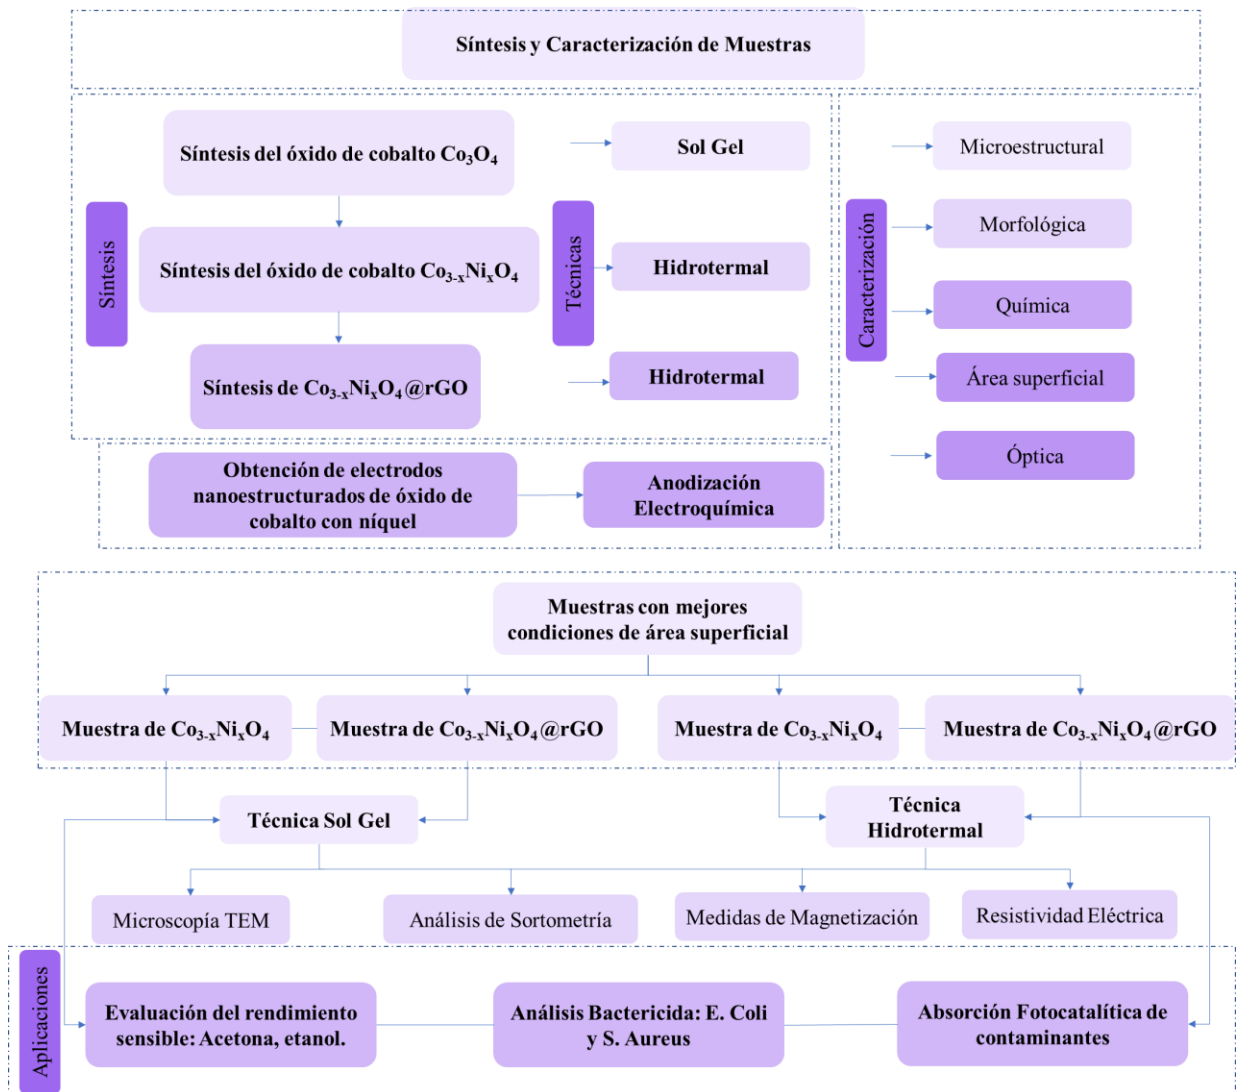 Síntesis y Caracterización de Muestras
Síntesis
Síntesis del óxido de cobalto Co₃O₄
Síntesis del óxido de cobalto Co₃₋ₓNiₓO₄
Síntesis de Co₃₋ₓNiₓO₄@rGO
Técnicas
Sol Gel
Hidrotermal
Hidrotermal
Caracterización
Microestructural
Morfológica
Química
Área superficial
Óptica
Obtención de electrodos
nanoestructurados de óxido de
cobalto con níquel
Anodización
Electroquímica
Muestras con mejores
condiciones de área superficial
Muestra de Co₃₋ₓNiₓO₄
Muestra de Co₃₋ₓNiₓO₄@rGO
Muestra de Co₃₋ₓNiₓO₄
Muestra de Co₃₋ₓNiₓO₄@rGO
Técnica Sol Gel
Técnica
Hidrotermal
Microscopía TEM
Análisis de Sortometría
Medidas de Magnetización
Resistividad Eléctrica
Aplicaciones
Evaluación del rendimiento
sensible: Acetona, etanol.
Análisis Bactericida: E. Coli
y S. Aureus
Absorción Fotocatalítica de
contaminantes